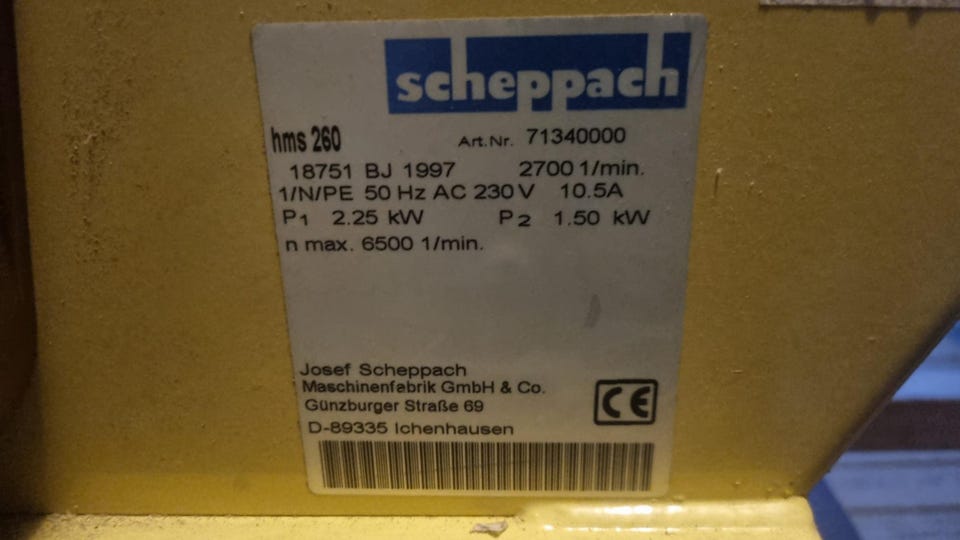 scheppach
hms 260 Art.Nr. 71340000
18751 BJ 1997 2700 1/min.
1/N/PE 50 Hz AC 230 V 10.5A
P1 2.25 kW P2 1.50 kW
n max. 6500 1/min.
Josef Scheppach
Maschinenfabrik GmbH & Co.
Günzburger Straße 69
D-89335 Ichenhausen
CE